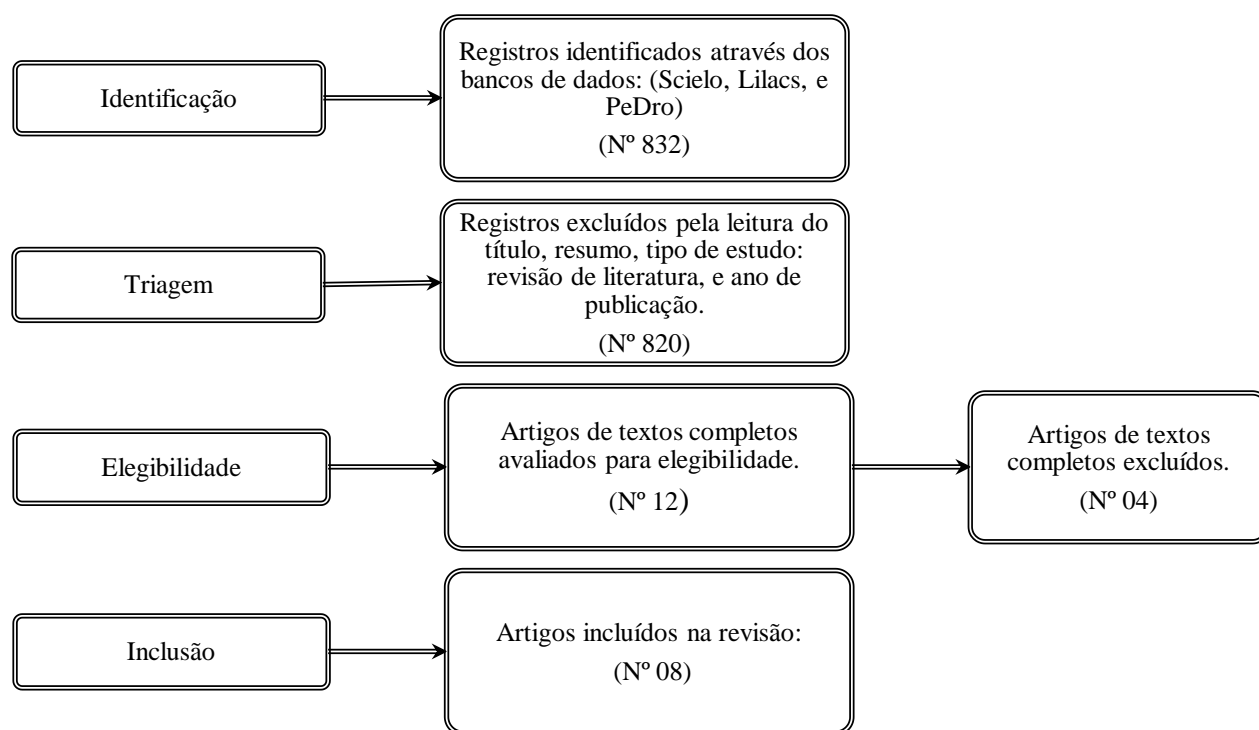 Identificação
Registros identificados através dos
bancos de dados: (Scielo, Lilacs, e
PeDro)
(Nº 832)
Triagem
Registros excluídos pela leitura do
título, resumo, tipo de estudo:
revisão de literatura, e ano de
publicação.
(Nº 820)
Elegibilidade
Artigos de textos completos
avaliados para elegibilidade.
(Nº 12)
Artigos de textos
completos excluídos.
(Nº 04)
Inclusão
Artigos incluídos na revisão:
(Nº 08)